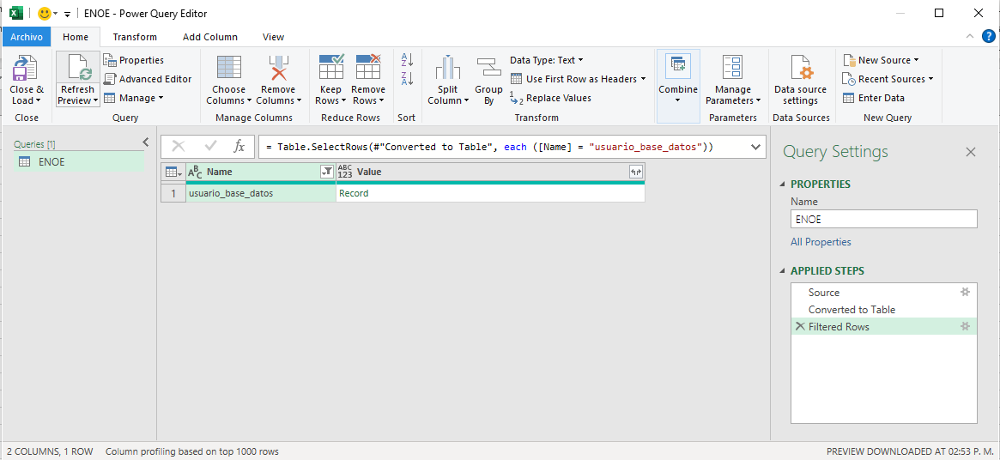 ENOE - Power Query Editor
Archivo Home Transform Add Column View
Close & Load
Close
Refresh Preview
Properties
Advanced Editor
Manage
Query
Choose Columns
Remove Columns
Manage Columns
Keep Rows
Remove Rows
Reduce Rows
Sort
Split Column
Group By
Data Type: Text
Use First Row as Headers
Replace Values
Transform
Combine
Manage Parameters
Parameters
Data source settings
Data Sources
New Source
Recent Sources
Enter Data
New Query
Queries [1]
ENOE
fx
= Table.SelectRows(#"Converted to Table", each ([Name] = "usuario_base_datos"))
ABC Name
ABC 123 Value
1 usuario_base_datos Record
Query Settings
PROPERTIES
Name
ENOE
All Properties
APPLIED STEPS
Source
Converted to Table
Filtered Rows
2 COLUMNS, 1 ROW Column profiling based on top 1000 rows
PREVIEW DOWNLOADED AT 02:53 P. M.